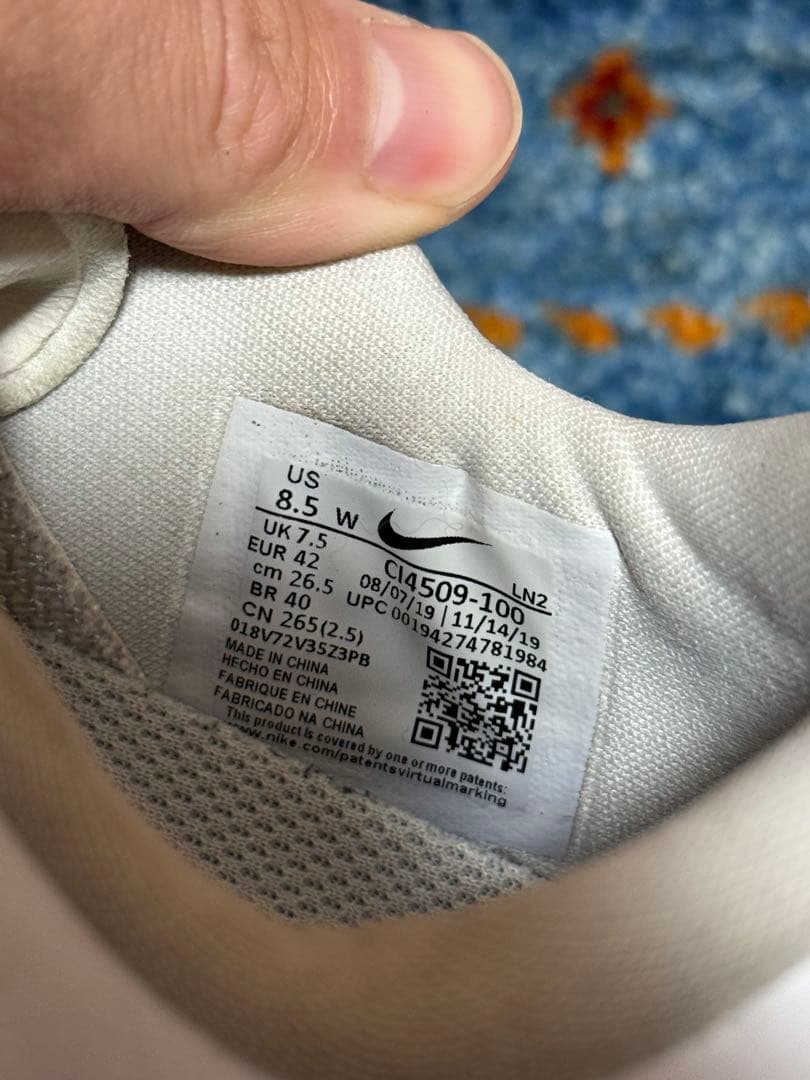 US
8.5 W
UK 7.5
EUR 42
cm 26.5
BR 40
CN 265(2.5)
018V72V35Z3PB
LN2
CI4509-100
08/07/19 | 11/14/19
UPC 00194274781984
MADE IN CHINA
HECHO EN CHINA
FABRIQUE EN CHINE
FABRICADO NA CHINA
This product is covered by one or more patents:
www.nike.com/patentsvirtualmarking